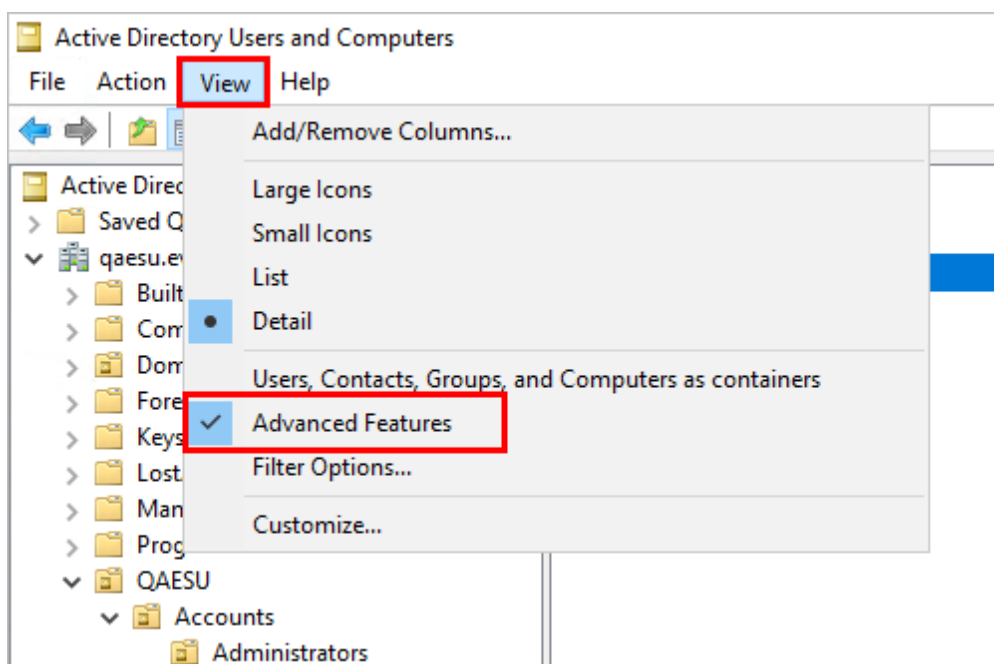 Active Directory Users and Computers
File Action View Help
Add/Remove Columns...
Active Direc
Large Icons
Saved Q
Small Icons
qaesu.e
List
Built
Detail
Com
Dom
Users, Contacts, Groups, and Computers as containers
Fore
Advanced Features
Keys
Filter Options...
Lost
Man
Customize...
Prog
QAESU
Accounts
Administrators